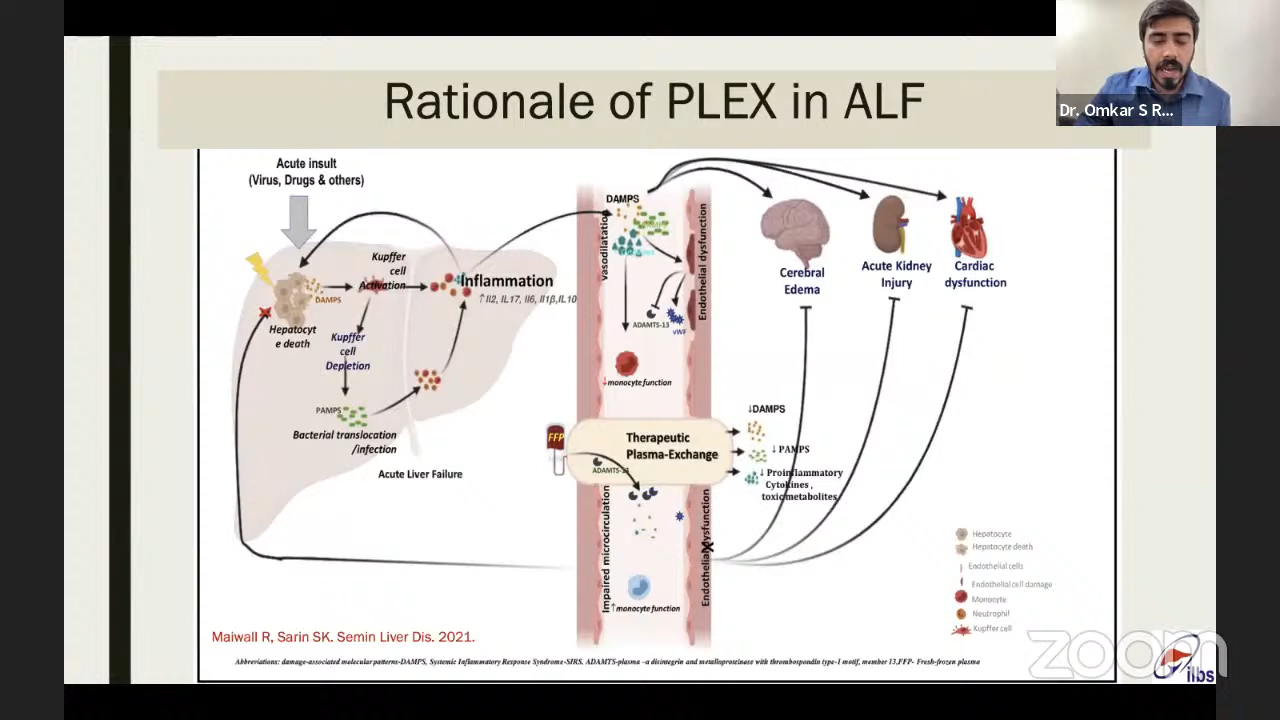 Rationale of PLEX in ALF
Dr. Omkar S R...
Acute insult
(Virus, Drugs & others)
DAMPS
Kupffer
cell
Activation
Inflammation
↑Il2, IL17, Il6, Il1β,IL10
Hepatocyt
e death
Kupffer
cell
Depletion
PAMPS
Bacterial translocation
/infection
Acute Liver Failure
DAMPS
vasodilatation
Endothelial dysfunction
ADAMTS-13
vWF
↓monocyte function
Cerebral
Edema
Acute Kidney
Injury
Cardiac
dysfunction
FFP
Therapeutic
Plasma-Exchange
ADAMTS-13
↓DAMPS
↓ PAMPS
↓ Proinflammatory
Cytokines ,
toxic metabolites
Impaired microcirculation
Endothelial dysfunction
↑monocyte function
Hepatocyte
Hepatocyte death
Endothelial cells
Endothelial cell damage
Monocyte
Neutrophil
Kupffer cell
Maiwall R, Sarin SK. Semin Liver Dis. 2021.
Abbreviations: damage-associated molecular patterns-DAMPS, Systemic Inflammatory Response Syndrome-SIRS. ADAMTS-plasma –a disintegrin and metalloproteinase with thrombospondin type-1 motif, member 13,FFP- Fresh-frozen plasma
zoom
ilbs